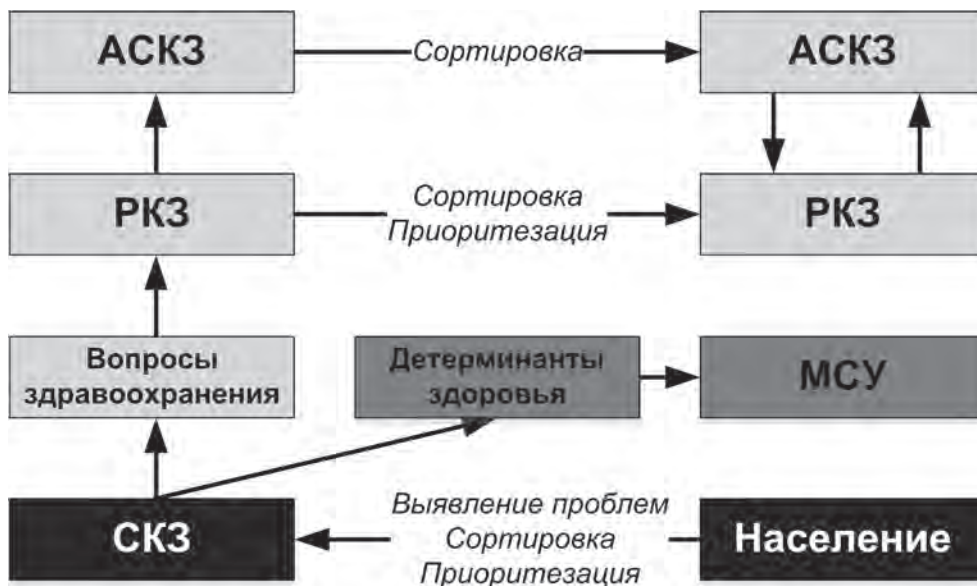 АСКЗ
Сортировка
АСКЗ
РКЗ
Сортировка
Приоритезация
РКЗ
Вопросы
здравоохранения
Детерминанты
здоровья
МСУ
СКЗ
Выявление проблем
Сортировка
Приоритезация
Население